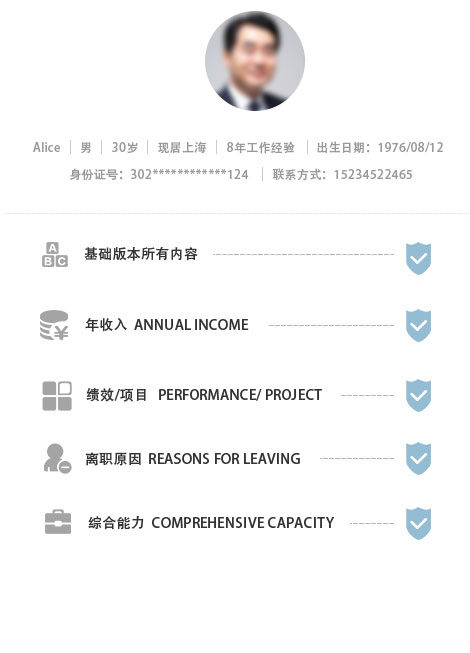 Alice | 男 | 30岁 | 现居上海 | 8年工作经验 | 出生日期：1976/08/12
身份证号：302************124 | 联系方式：15234522465
A
B C
基础版本所有内容
¥
年收入 ANNUAL INCOME
绩效/项目 PERFORMANCE/ PROJECT
离职原因 REASONS FOR LEAVING
综合能力 COMPREHENSIVE CAPACITY